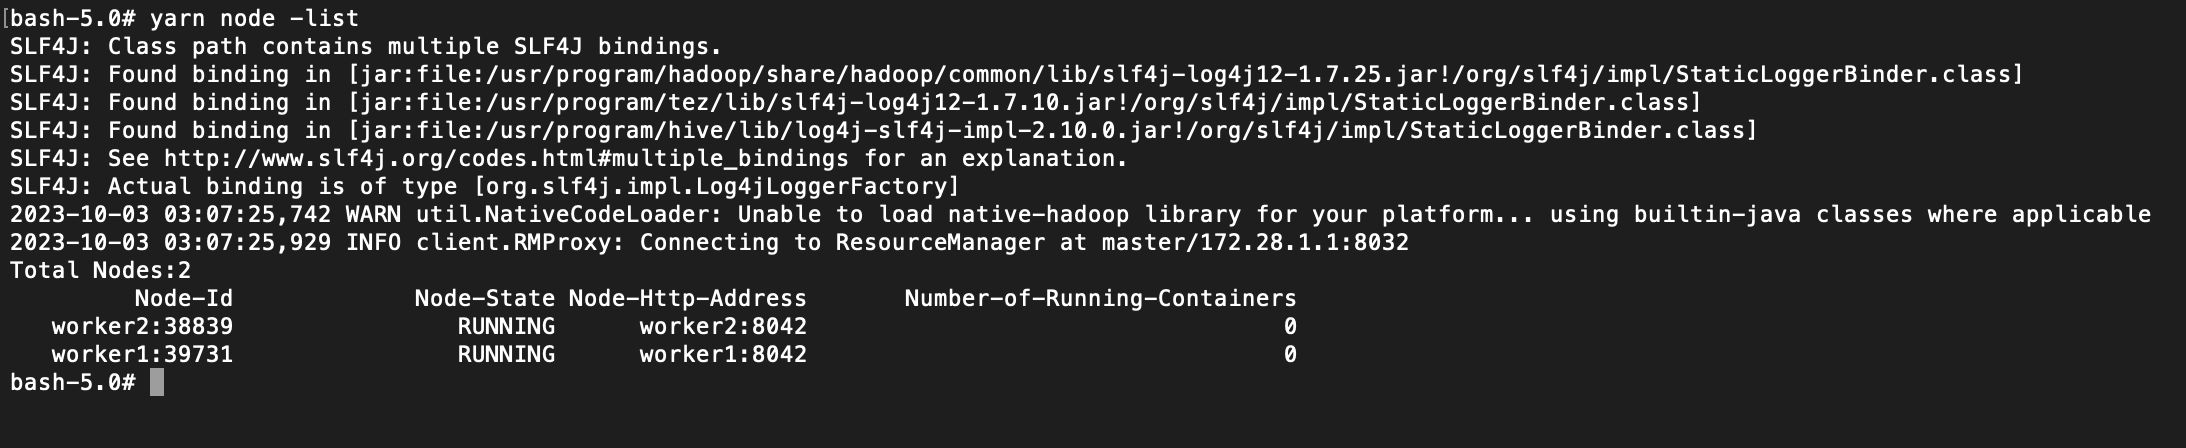 [bash-5.0# yarn node -list
SLF4J: Class path contains multiple SLF4J bindings.
SLF4J: Found binding in [jar:file:/usr/program/hadoop/share/hadoop/common/lib/slf4j-log4j12-1.7.25.jar!/org/slf4j/impl/StaticLoggerBinder.class]
SLF4J: Found binding in [jar:file:/usr/program/tez/lib/slf4j-log4j12-1.7.10.jar!/org/slf4j/impl/StaticLoggerBinder.class]
SLF4J: Found binding in [jar:file:/usr/program/hive/lib/log4j-slf4j-impl-2.10.0.jar!/org/slf4j/impl/StaticLoggerBinder.class]
SLF4J: See http://www.slf4j.org/codes.html#multiple_bindings for an explanation.
SLF4J: Actual binding is of type [org.slf4j.impl.Log4jLoggerFactory]
2023-10-03 03:07:25,742 WARN util.NativeCodeLoader: Unable to load native-hadoop library for your platform... using builtin-java classes where applicable
2023-10-03 03:07:25,929 INFO client.RMProxy: Connecting to ResourceManager at master/172.28.1.1:8032
Total Nodes:2
Node-Id Node-State Node-Http-Address Number-of-Running-Containers
worker2:38839 RUNNING worker2:8042 0
worker1:39731 RUNNING worker1:8042 0
bash-5.0#